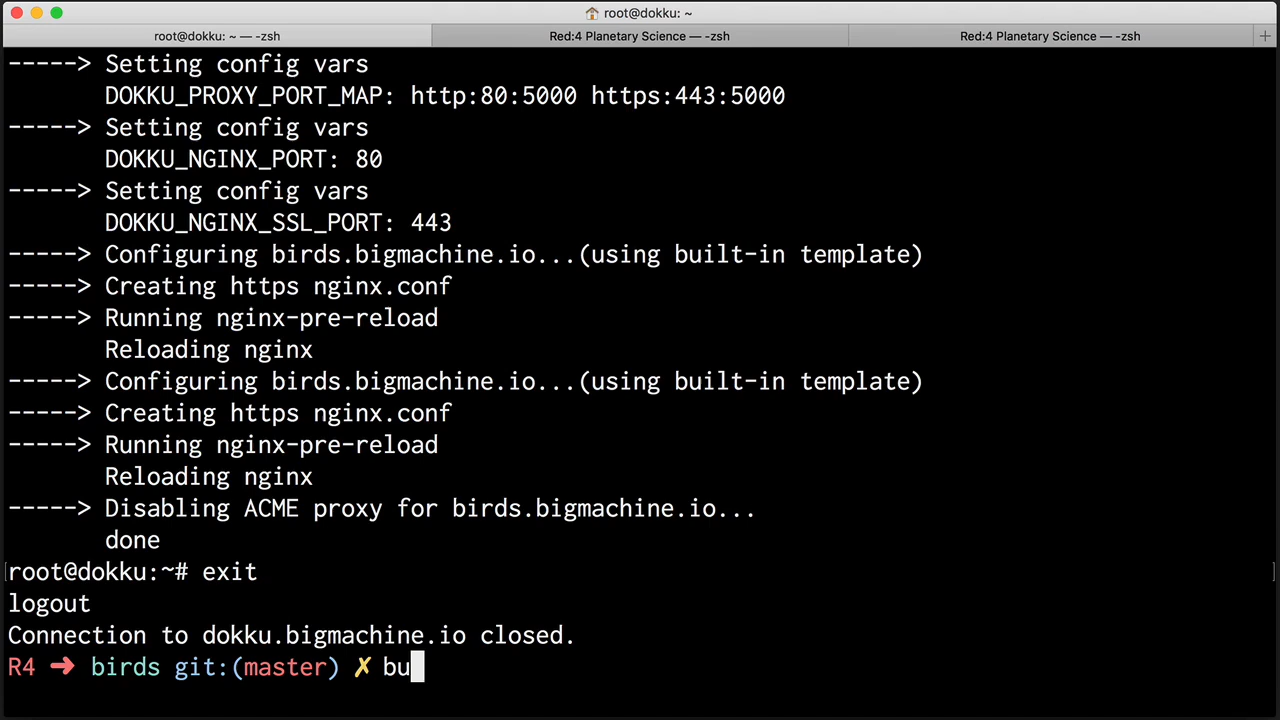 root@dokku: ~
root@dokku: ~ — -zsh
Red:4 Planetary Science — -zsh
Red:4 Planetary Science — -zsh
+
-----> Setting config vars
DOKKU_PROXY_PORT_MAP: http:80:5000 https:443:5000
-----> Setting config vars
DOKKU_NGINX_PORT: 80
-----> Setting config vars
DOKKU_NGINX_SSL_PORT: 443
-----> Configuring birds.bigmachine.io...(using built-in template)
-----> Creating https nginx.conf
-----> Running nginx-pre-reload
Reloading nginx
-----> Configuring birds.bigmachine.io...(using built-in template)
-----> Creating https nginx.conf
-----> Running nginx-pre-reload
Reloading nginx
-----> Disabling ACME proxy for birds.bigmachine.io...
done
root@dokku:~# exit
logout
Connection to dokku.bigmachine.io closed.
R4 ➜ birds git:(master) ✗ bu